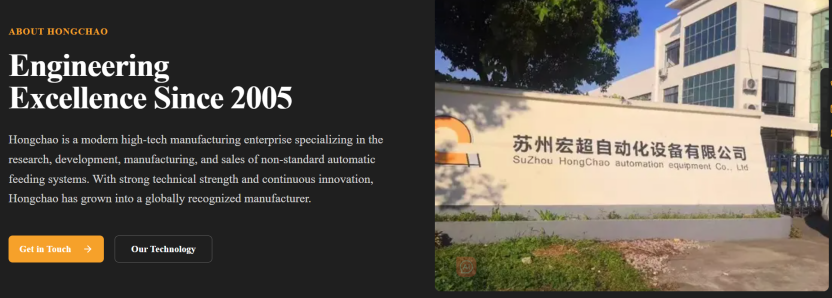 ABOUT HONGCHAO
Engineering
Excellence Since 2005
Hongchao is a modern high-tech manufacturing enterprise specializing in the
research, development, manufacturing, and sales of non-standard automatic
feeding systems. With strong technical strength and continuous innovation,
Hongchao has grown into a globally recognized manufacturer.
Get in Touch →
Our Technology
苏州宏超自动化设备有限公司
SuZhou HongChao automation equipment Co., Ltd